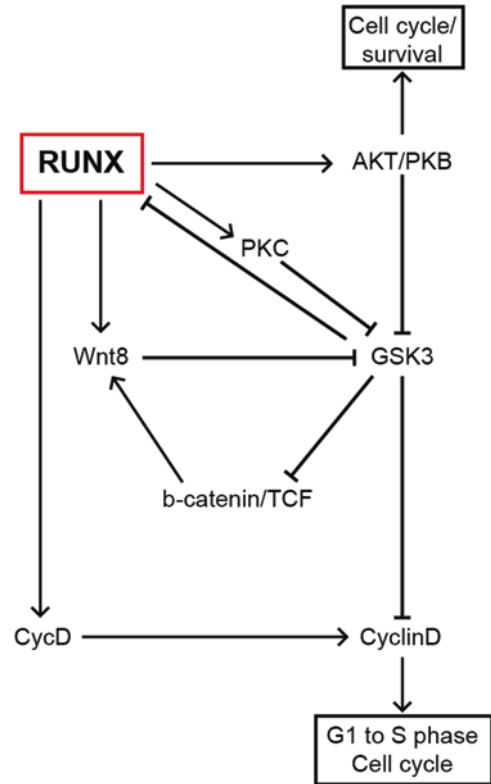 Cell cycle/
survival
RUNX
AKT/PKB
PKC
Wnt8
GSK3
b-catenin/TCF
CycD
CyclinD
G1 to S phase
Cell cycle